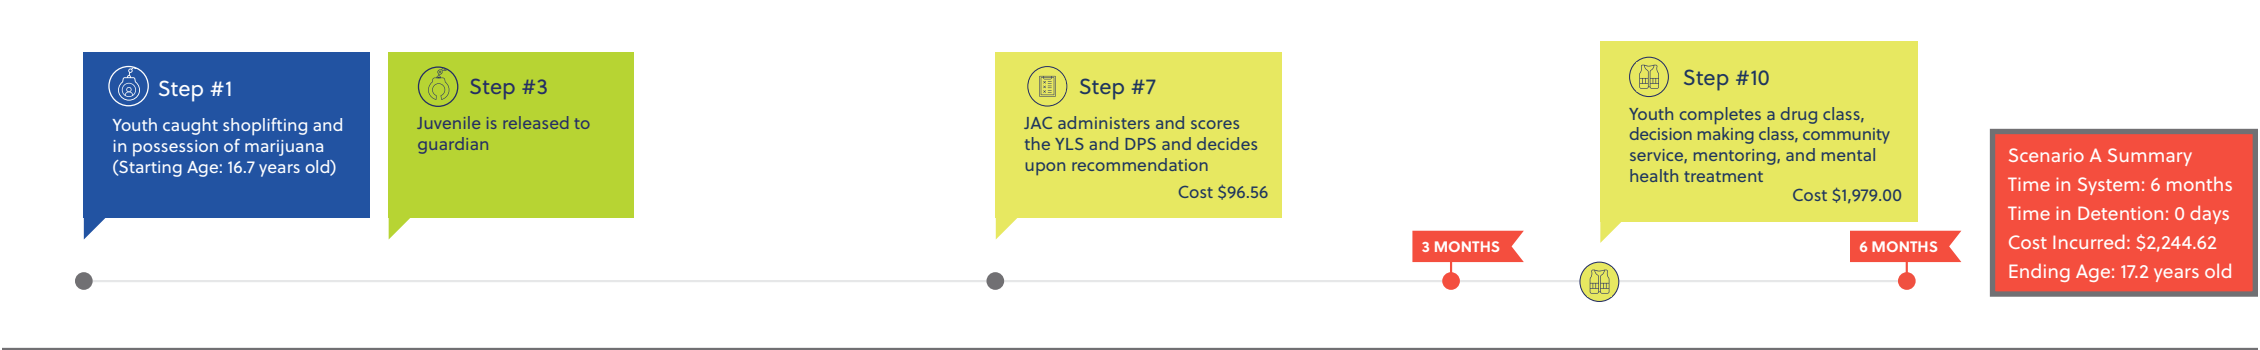 Step #1
Youth caught shoplifting and
in possession of marijuana
(Starting Age: 16.7 years old)
Step #3
Juvenile is released to
guardian
Step #7
JAC administers and scores
the YLS and DPS and decides
upon recommendation
Cost $96.56
Step #10
Youth completes a drug class,
decision making class, community
service, mentoring, and mental
health treatment
Cost $1,979.00
3 MONTHS
6 MONTHS
Scenario A Summary
Time in System: 6 months
Time in Detention: 0 days
Cost Incurred: $2,244.62
Ending Age: 17.2 years old